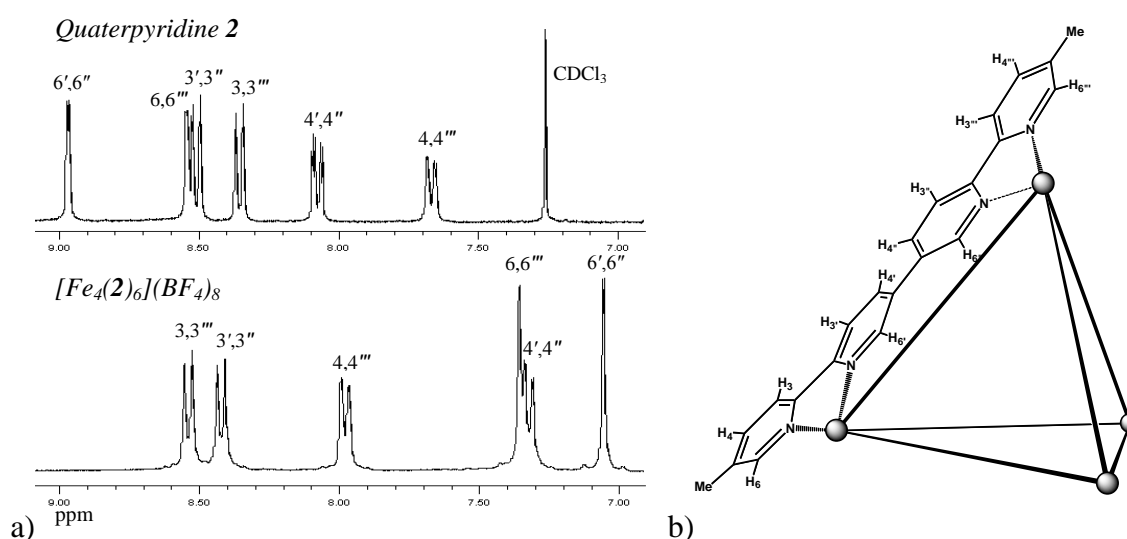 Quaterpyridine 2
6′,6″
6,6‴
3′,3″
3,3‴
4′,4″
4,4‴
CDCl3
9.00 8.50 8.00 7.50 7.00
[Fe4(2)6](BF4)8
3,3‴
3′,3″
4,4‴
6,6‴
4′,4″
6′,6″
9.00 8.50 8.00 7.50 7.00
a) ppm
Me
H4‴
H6‴
H3‴
N
H3″
N
H4″
H4′
H3′
H6′
N
H3
H4
N
Me
H6
b)